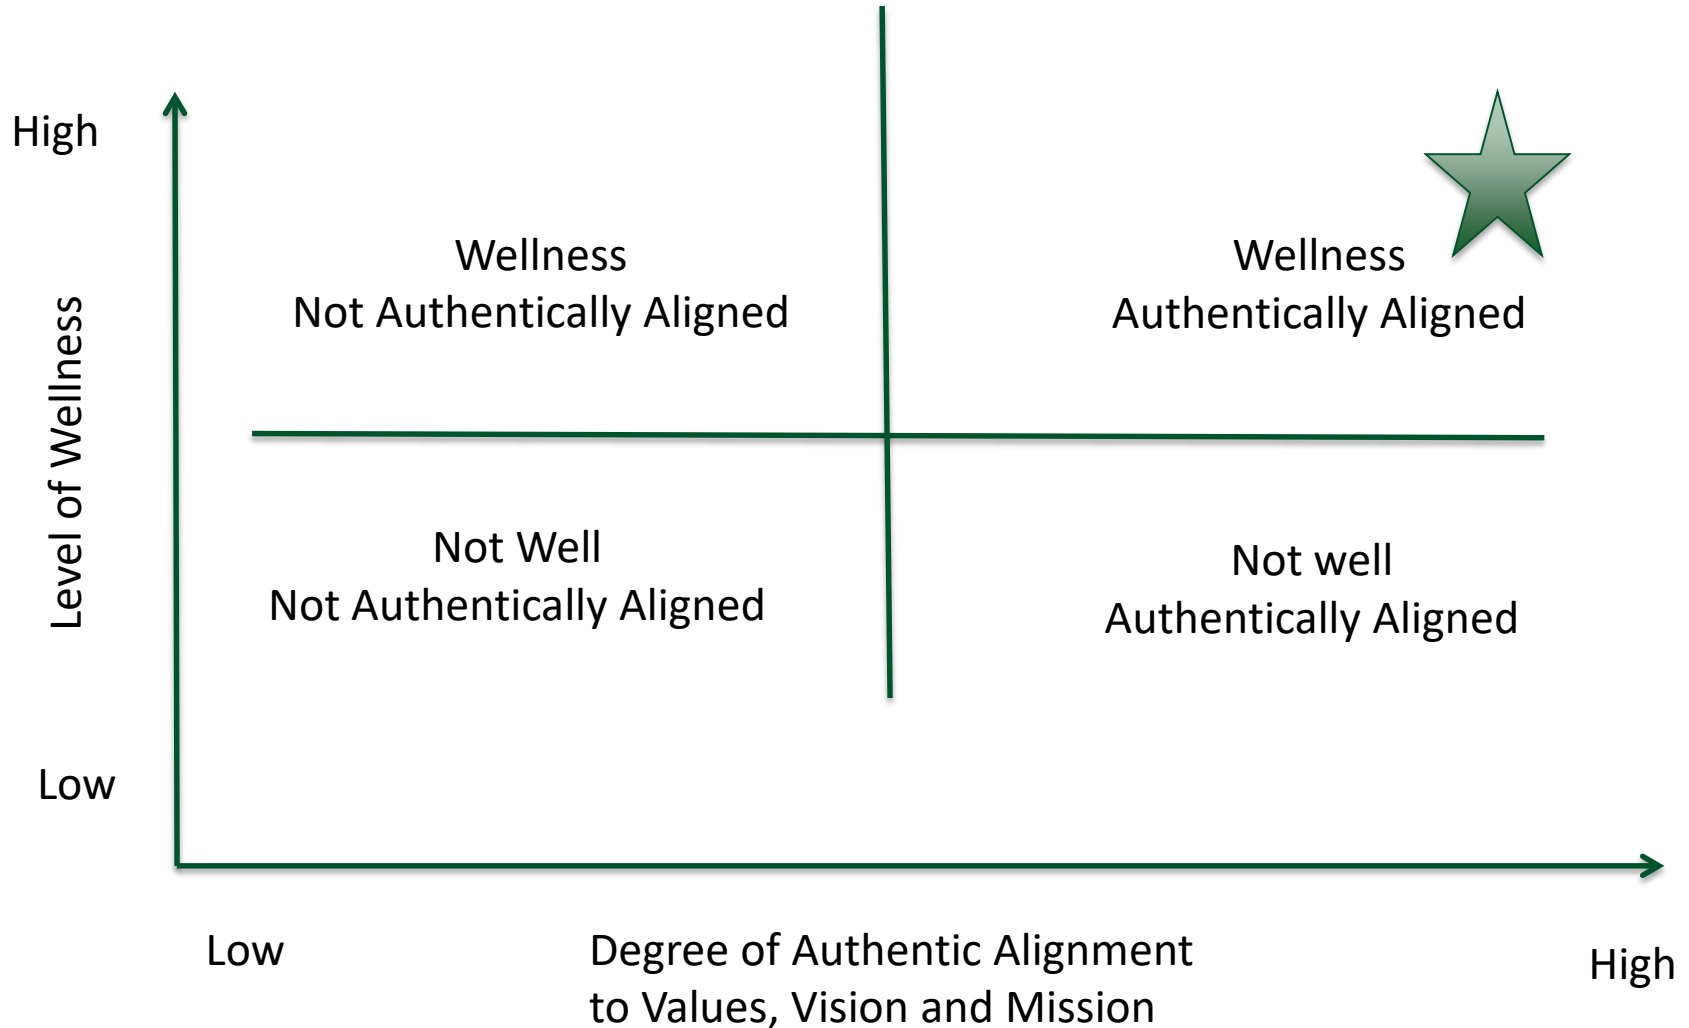 High
Wellness
Not Authentically Aligned
Wellness
Authentically Aligned
Level of Wellness
Not Well
Not Authentically Aligned
Not well
Authentically Aligned
Low
Low
Degree of Authentic Alignment
to Values, Vision and Mission
High